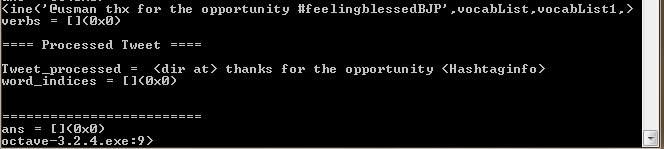 <ine('@usman thx for the opportunity #feelingblessedBJP',vocabList,vocabList1,>
verbs = [](0x0)
==== Processed Tweet ====
Tweet_processed =  <dir at> thanks for the opportunity <Hashtaginfo>
word_indices = [](0x0)
=========================
ans = [](0x0)
octave-3.2.4.exe:9>